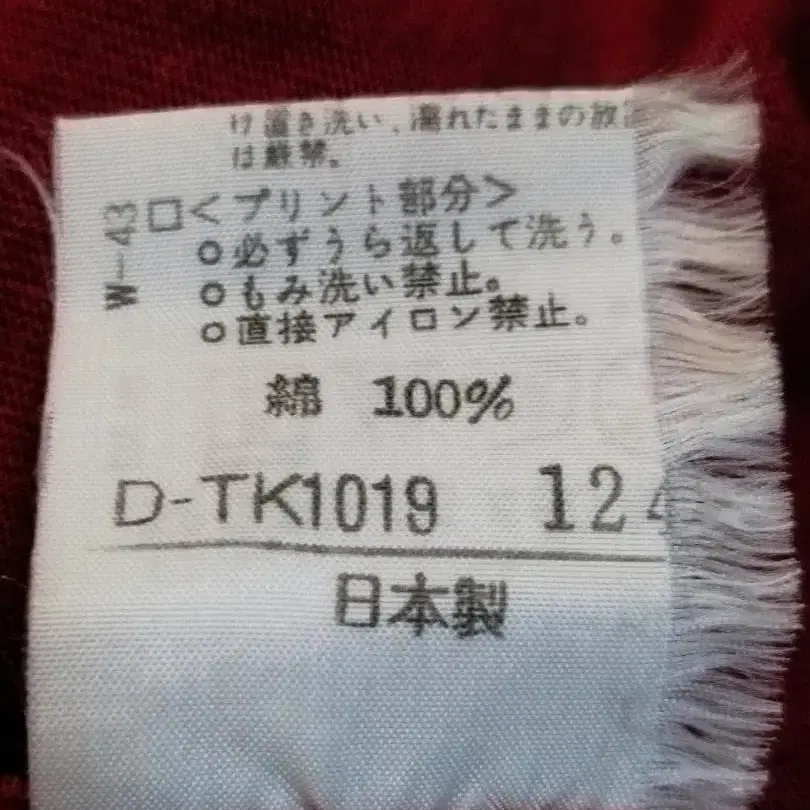 け置き洗い、濡れたままの放
は厳禁。
W-43
□<プリント部分>
○必ずうら返して洗う。
○もみ洗い禁止。
○直接アイロン禁止。
綿 100%
D-TK1019 12
日本製